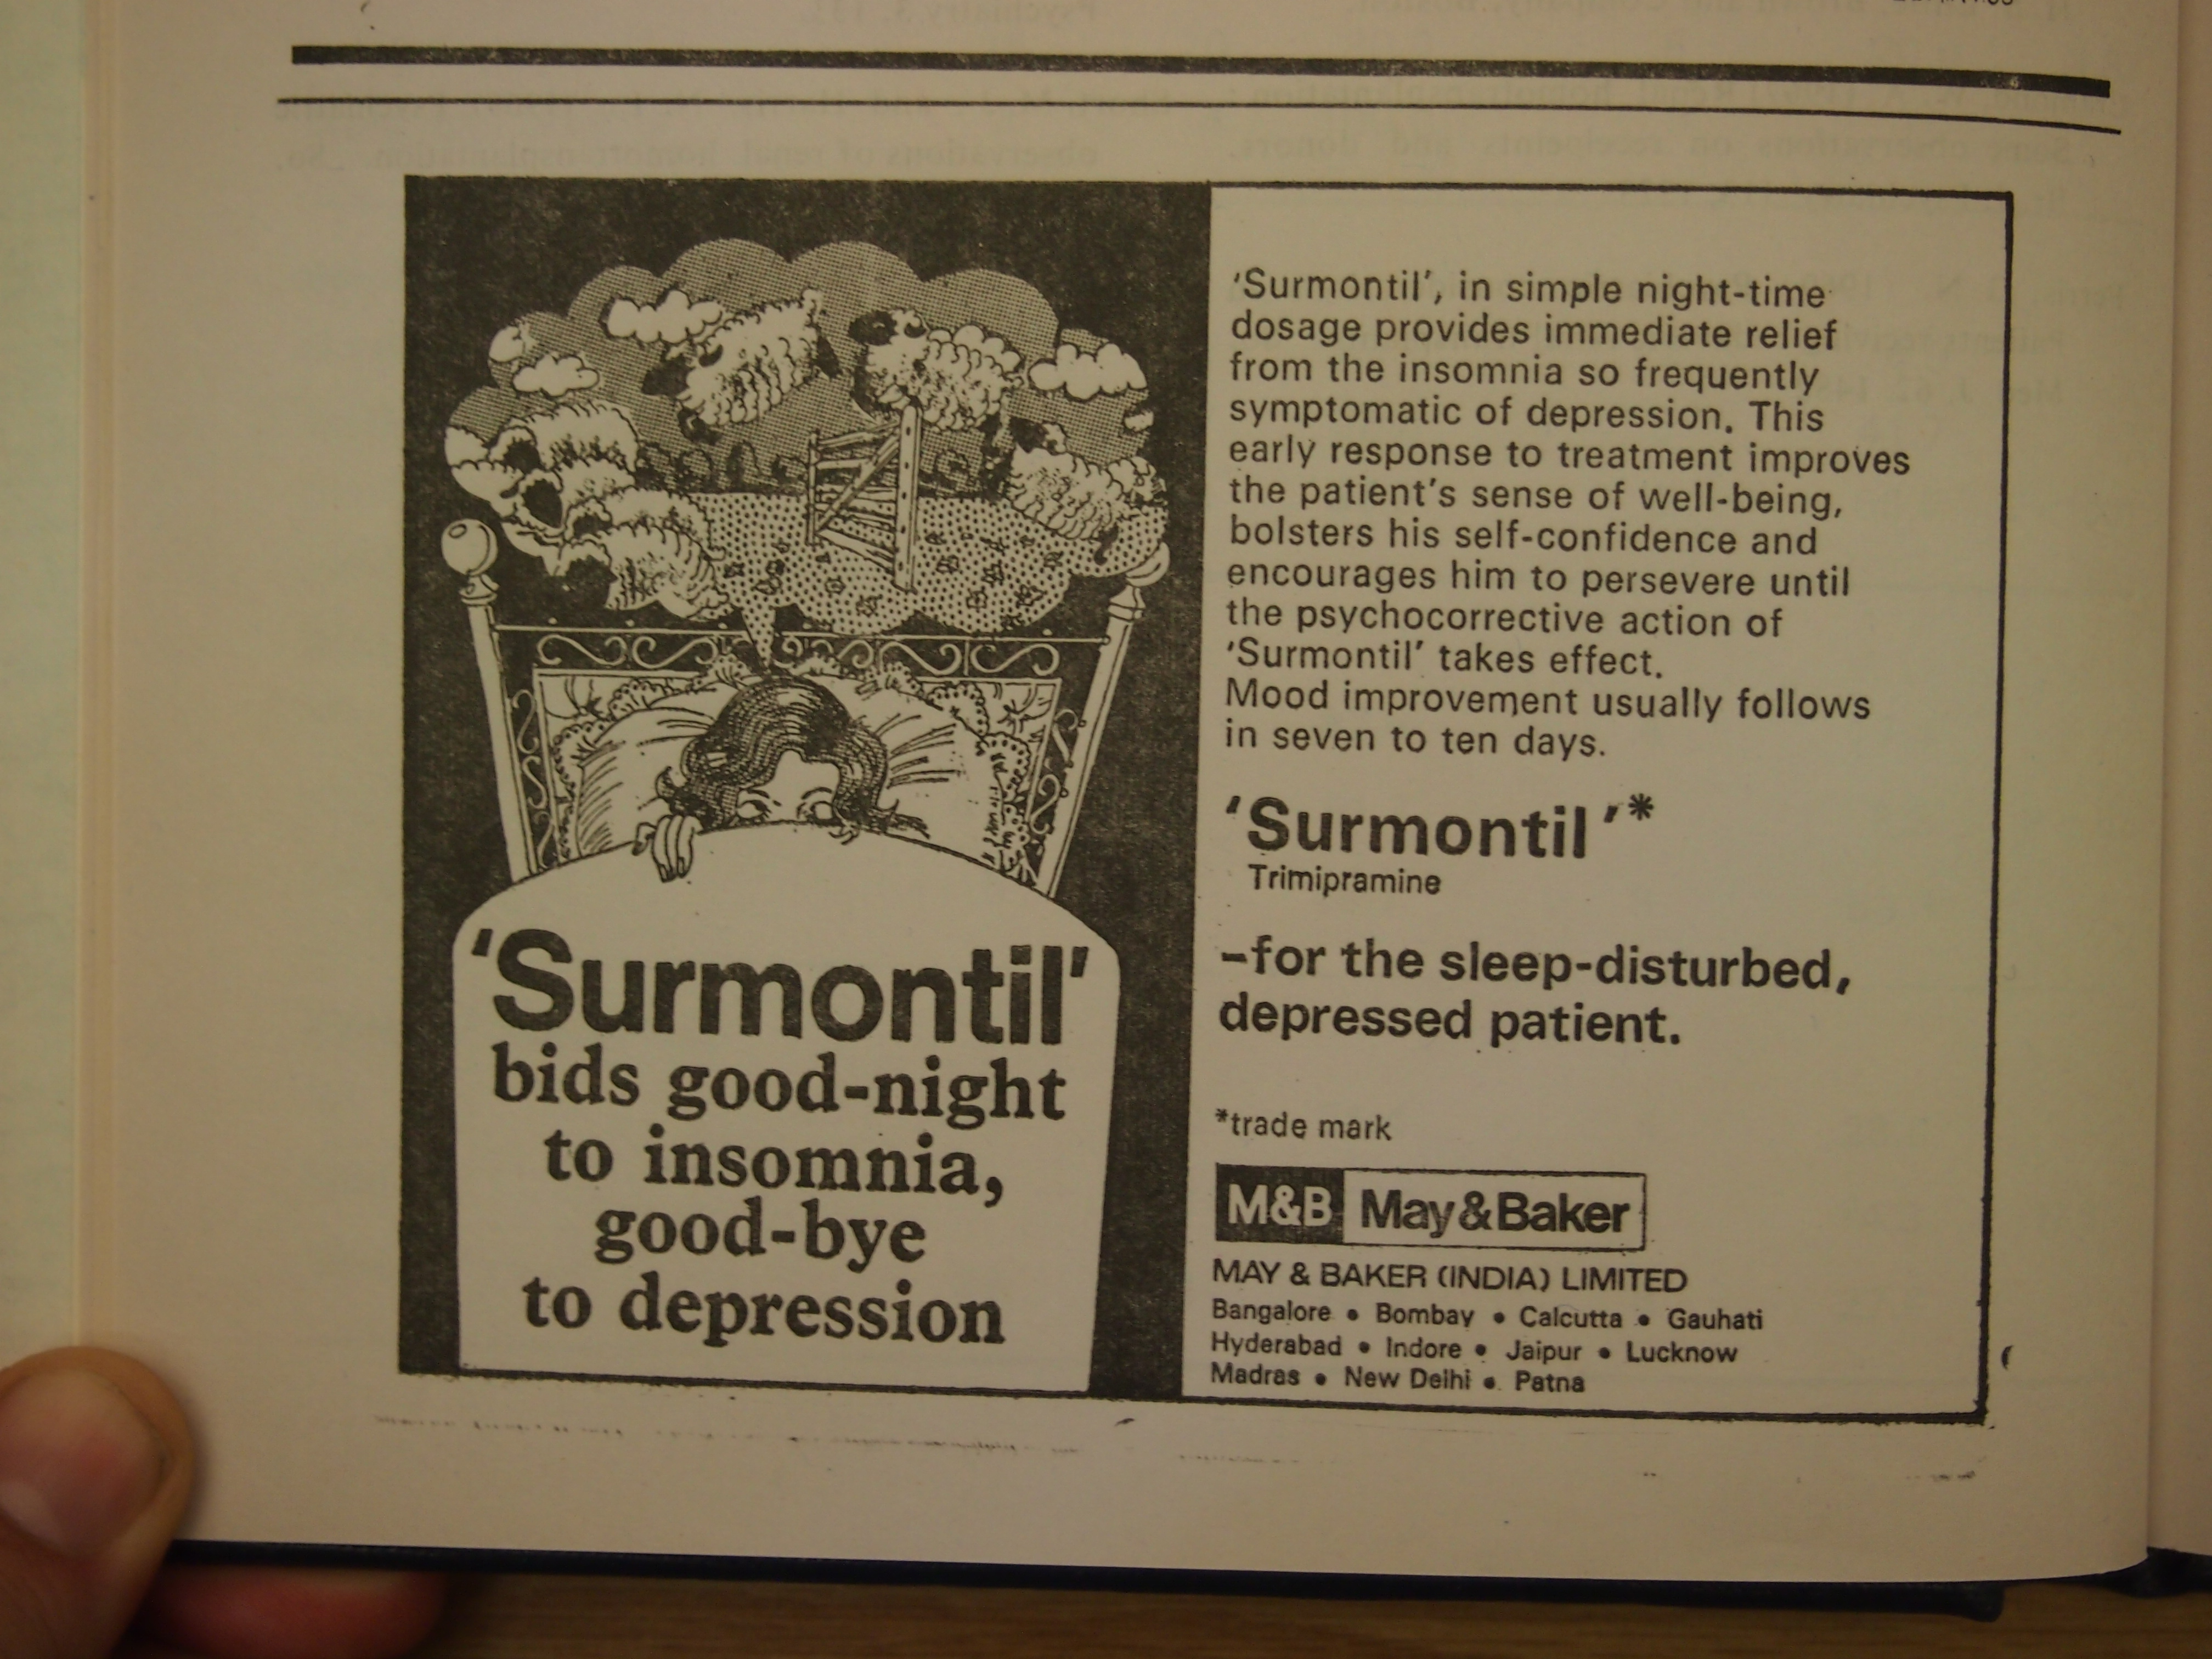 'Surmontil'
bids good-night
to insomnia,
good-bye
to depression
'Surmontil', in simple night-time
dosage provides immediate relief
from the insomnia so frequently
symptomatic of depression. This
early response to treatment improves
the patient's sense of well-being,
bolsters his self-confidence and
encourages him to persevere until
the psychocorrective action of
'Surmontil' takes effect.
Mood improvement usually follows
in seven to ten days.
'Surmontil'*
Trimipramine
–for the sleep-disturbed,
depressed patient.
*trade mark
M&B May&Baker
MAY & BAKER (INDIA) LIMITED
Bangalore • Bombay • Calcutta • Gauhati
Hyderabad • Indore • Jaipur • Lucknow
Madras • New Delhi • Patna